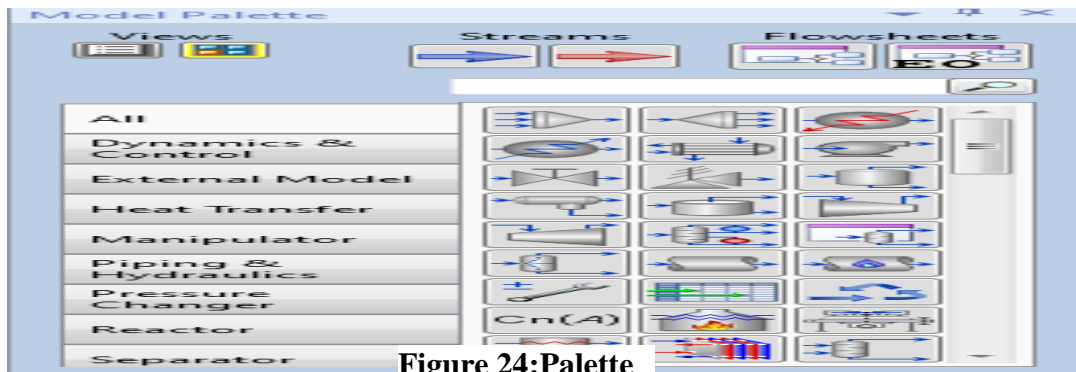 Model Palette
Views Streams Flowsheets
EO
All
Dynamics &
Control
External Model
Heat Transfer
Manipulator
Piping &
Hydraulics
Pressure
Changer
Reactor
Separator
Cn(A)
Figure 24:Palette